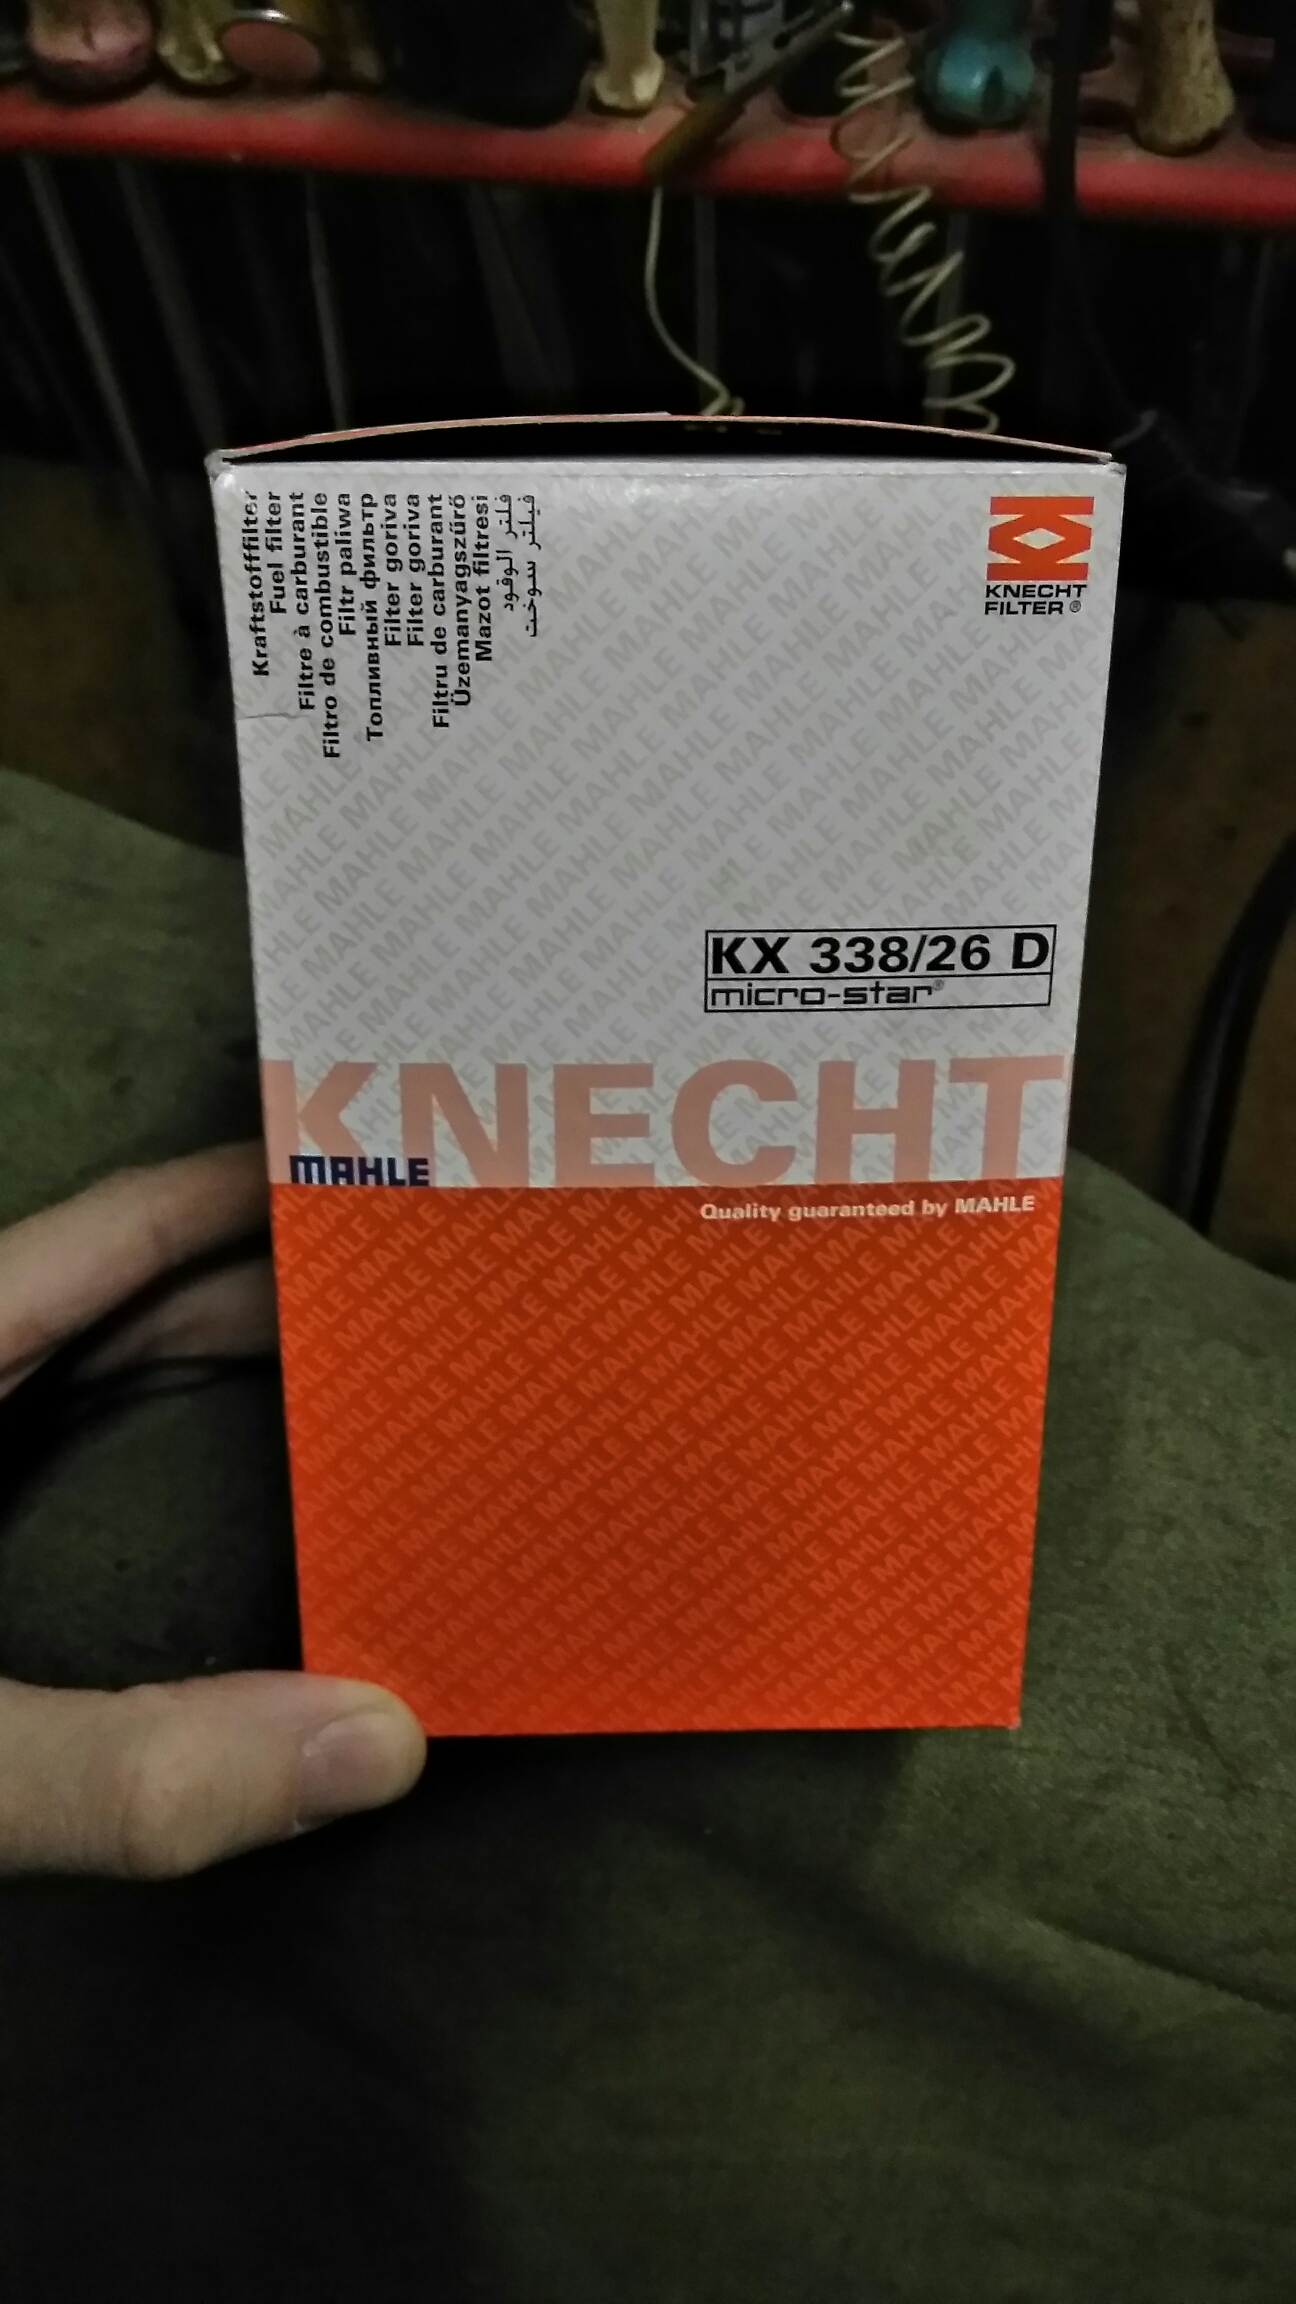 Kraftstofffilter
Fuel filter
Filtre à carburant
Filtro de combustible
Filtr paliwa
Топливный фильтр
Filter goriva
Filter goriva
Filtru de carburant
Üzemanyagszűrő
Mazot filtresi
فلتر الوقود
فيلتر سوخت
KNECHT
FILTER®
KX 338/26 D
micro-star®
KNECHT
MAHLE
Quality guaranteed by MAHLE